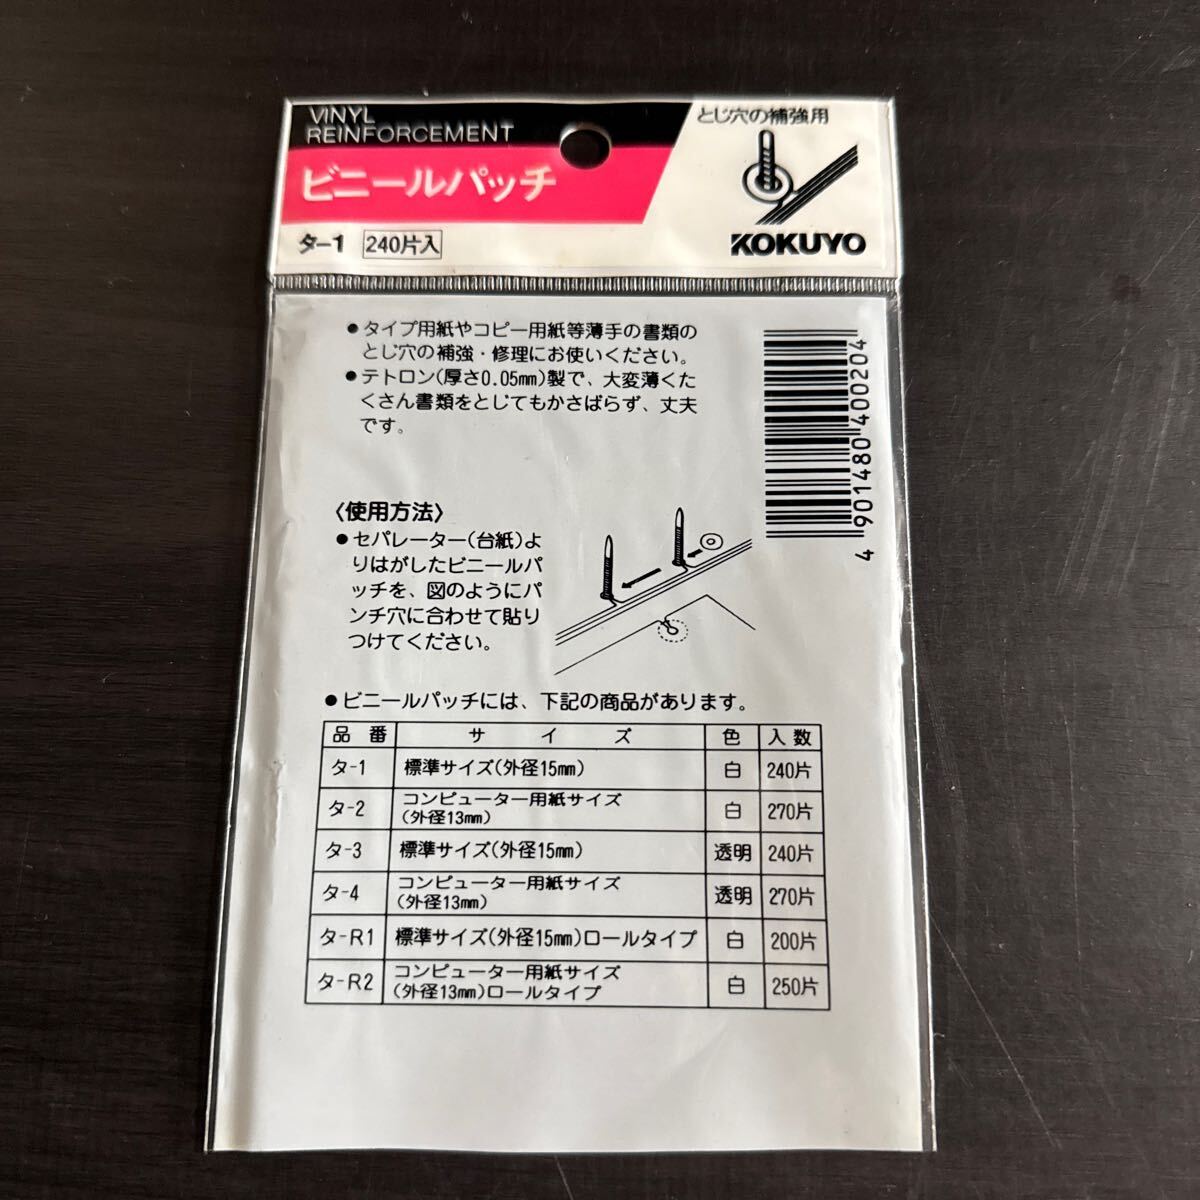 VINYL
REINFORCEMENT
ビニールパッチ
タ-1 240片入
とじ穴の補強用
KOKUYO
●タイプ用紙やコピー用紙等薄手の書類の
とじ穴の補強・修理にお使いください。
●テトロン(厚さ0.05mm)製で、大変薄くた
くさん書類をとじてもかさばらず、丈夫
です。
4 901480 400204
〈使用方法〉
●セパレーター(台紙)よ
りはがしたビニールパ
ッチを、図のようにパ
ンチ穴に合わせて貼り
つけてください。
●ビニールパッチには、下記の商品があります。
品番 サイズ 色 入数
タ-1 標準サイズ(外径15mm) 白 240片
タ-2 コンピューター用紙サイズ
(外径13mm) 白 270片
タ-3 標準サイズ(外径15mm) 透明 240片
タ-4 コンピューター用紙サイズ
(外径13mm) 透明 270片
タ-R1 標準サイズ(外径15mm)ロールタイプ 白 200片
タ-R2 コンピューター用紙サイズ
(外径13mm)ロールタイプ 白 250片